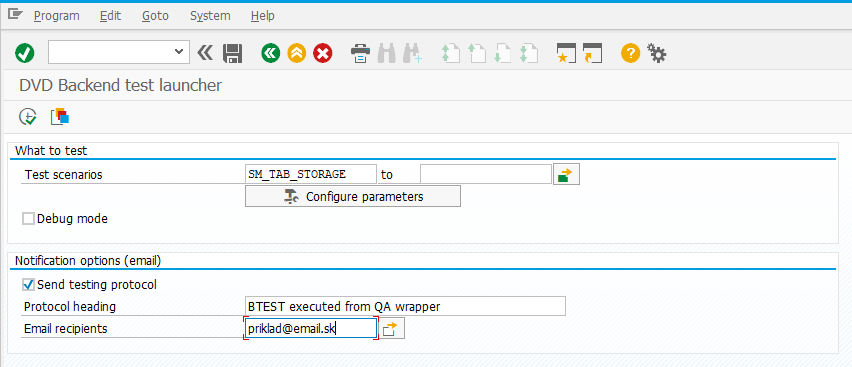 Program Edit Goto System Help
DVD Backend test launcher
What to test
Test scenarios SM_TAB_STORAGE to
Configure parameters
Debug mode
Notification options (email)
Send testing protocol
Protocol heading BTEST executed from QA wrapper
Email recipients priklad@email.sk